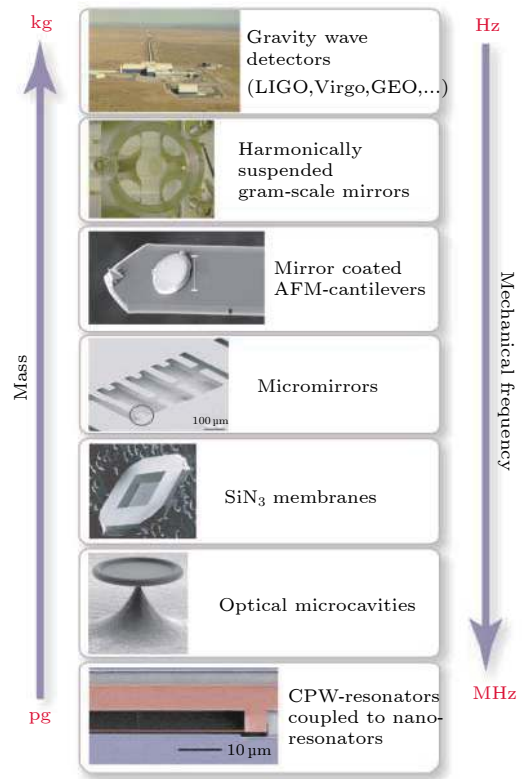 kg
Hz
Gravity wave
detectors
(LIGO,Virgo,GEO,...)
Harmonically
suspended
gram-scale mirrors
Mirror coated
AFM-cantilevers
Mass
Mechanical frequency
Micromirrors
100 µm
SiN₃ membranes
Optical microcavities
pg
MHz
CPW-resonators
coupled to nano-
resonators
10 µm